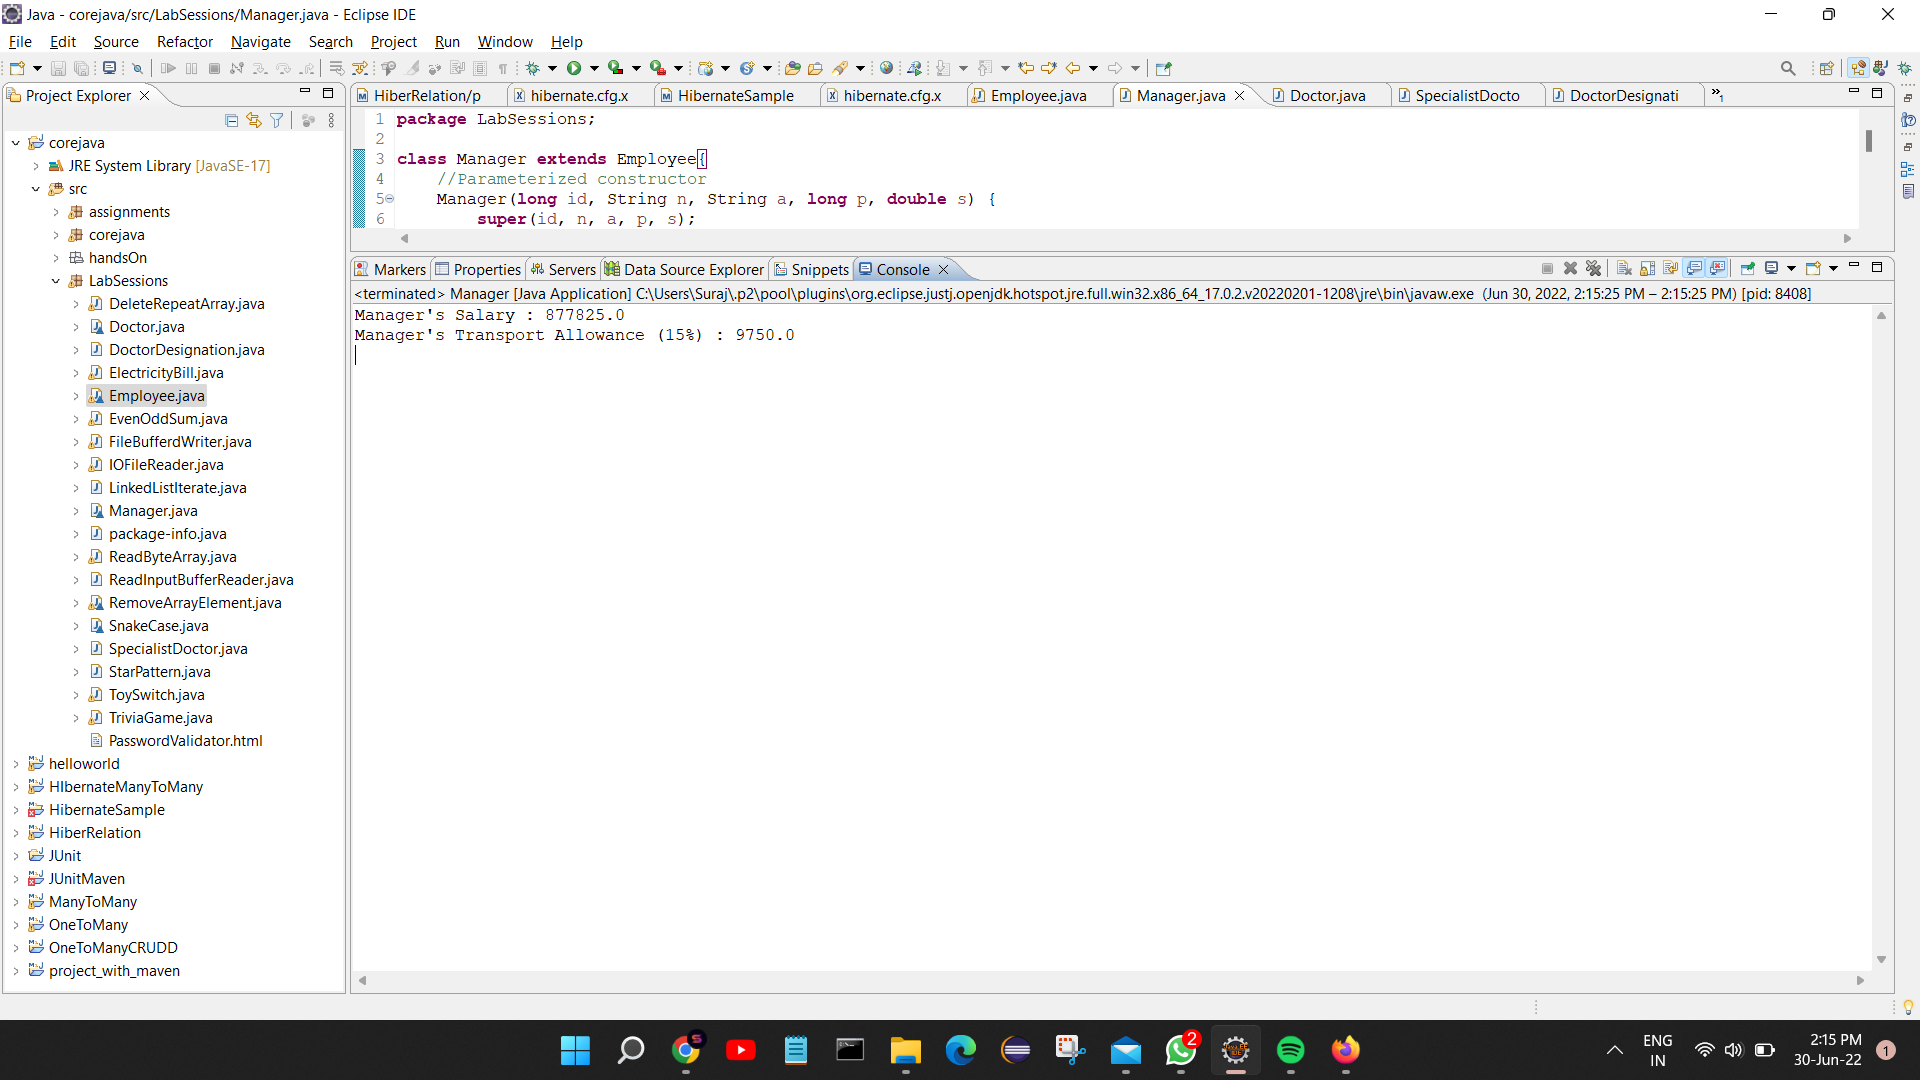 Java - corejava/src/LabSessions/Manager.java - Eclipse IDE
File Edit Source Refactor Navigate Search Project Run Window Help
Project Explorer
HiberRelation/p hibernate.cfg.x HibernateSample hibernate.cfg.x Employee.java Manager.java Doctor.java SpecialistDocto DoctorDesignati »1
corejava
JRE System Library [JavaSE-17]
src
assignments
corejava
handsOn
LabSessions
DeleteRepeatArray.java
Doctor.java
DoctorDesignation.java
ElectricityBill.java
Employee.java
EvenOddSum.java
FileBufferdWriter.java
IOFileReader.java
LinkedListIterate.java
Manager.java
package-info.java
ReadByteArray.java
ReadInputBufferReader.java
RemoveArrayElement.java
SnakeCase.java
SpecialistDoctor.java
StarPattern.java
ToySwitch.java
TriviaGame.java
PasswordValidator.html
helloworld
HIbernateManyToMany
HibernateSample
HiberRelation
JUnit
JUnitMaven
ManyToMany
OneToMany
OneToManyCRUDD
project_with_maven
1 package LabSessions;
2
3 class Manager extends Employee{
4 //Parameterized constructor
5 Manager(long id, String n, String a, long p, double s) {
6 super(id, n, a, p, s);
Markers Properties Servers Data Source Explorer Snippets Console
<terminated> Manager [Java Application] C:\Users\Suraj\.p2\pool\plugins\org.eclipse.justj.openjdk.hotspot.jre.full.win32.x86_64_17.0.2.v20220201-1208\jre\bin\javaw.exe (Jun 30, 2022, 2:15:25 PM – 2:15:25 PM) [pid: 8408]
Manager's Salary : 877825.0
Manager's Transport Allowance (15%) : 9750.0
2
ENG
IN
2:15 PM
30-Jun-22
1